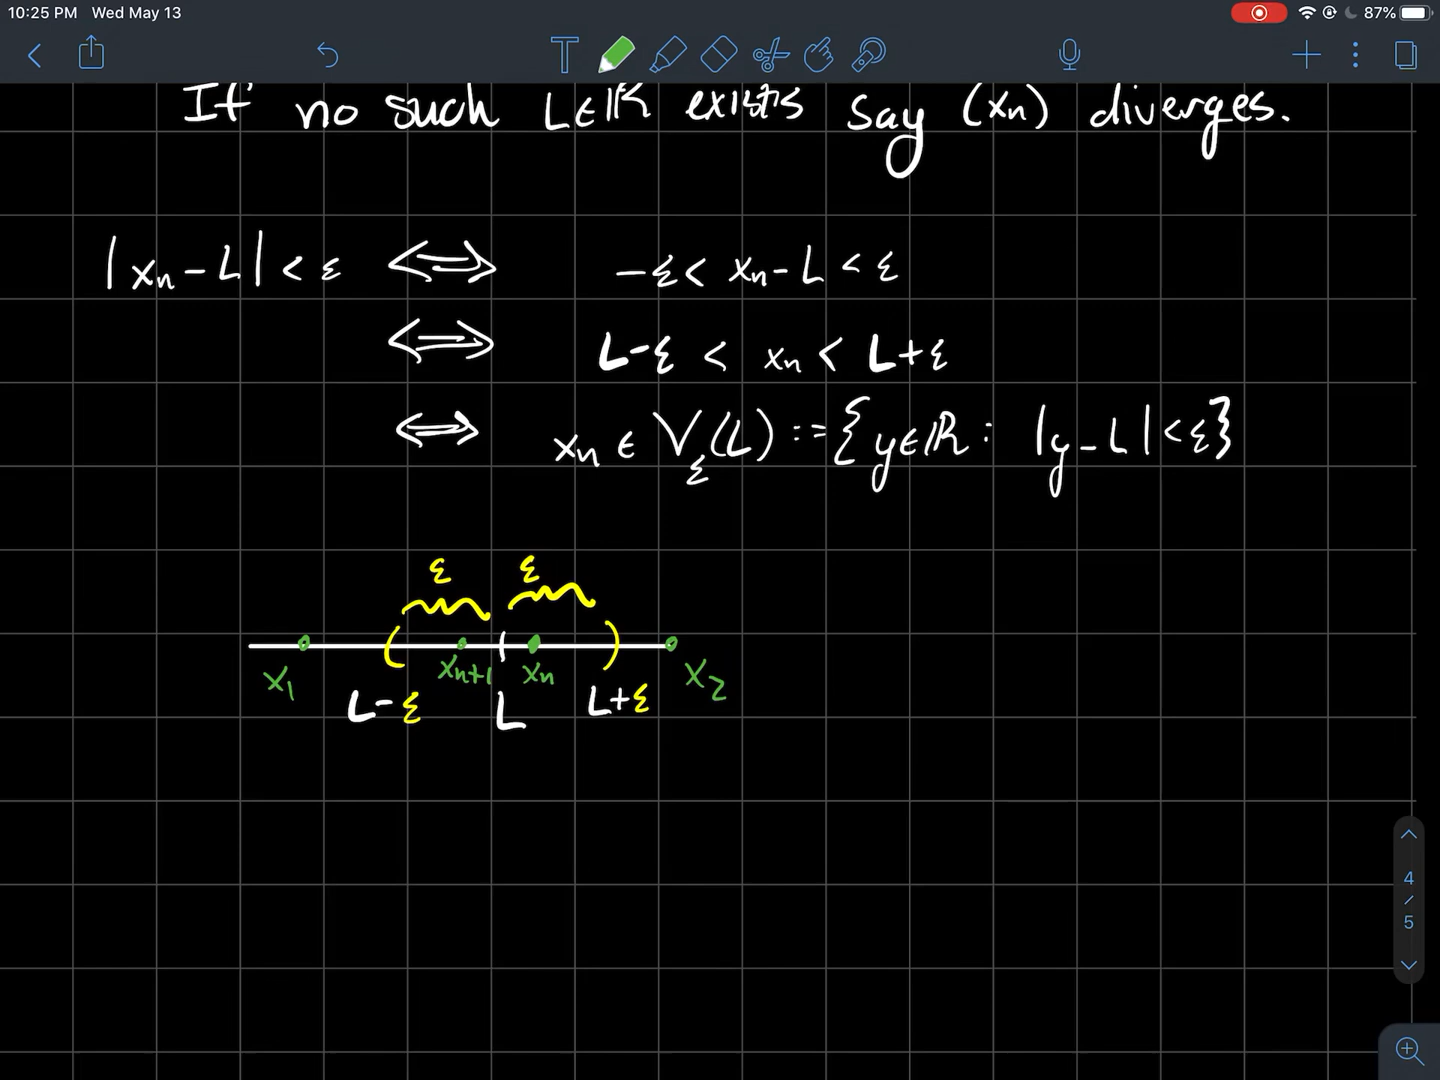 10:25 PM Wed May 13
87%
If no such L∈ℝ exists say (xₙ) diverges.
|xₙ-L| < ε ⟺ -ε < xₙ-L < ε
⟺ L-ε < xₙ < L+ε
⟺ xₙ ∈ V_ε(L) := {y∈ℝ: |y-L| < ε}
ε ε
x₁ xₙ₊₁ xₙ x₂
L-ε L L+ε
4
/
5